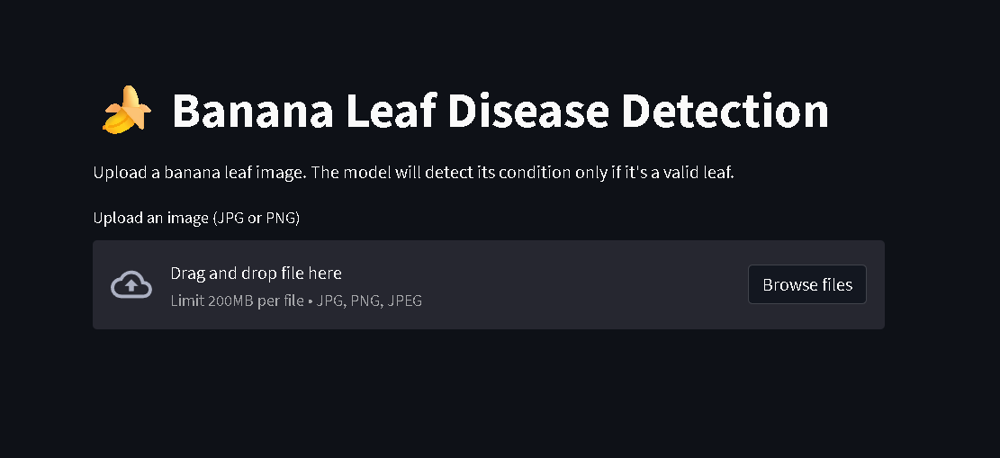 Banana Leaf Disease Detection
Upload a banana leaf image. The model will detect its condition only if it's a valid leaf.
Upload an image (JPG or PNG)
Drag and drop file here
Limit 200MB per file • JPG, PNG, JPEG
Browse files